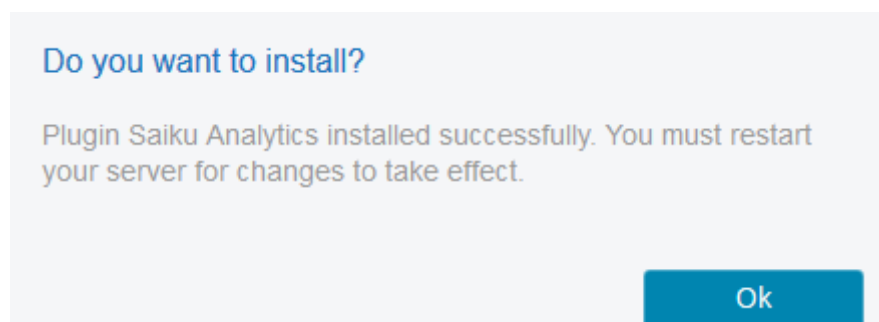 Do you want to install?
Plugin Saiku Analytics installed successfully. You must restart
your server for changes to take effect.
Ok